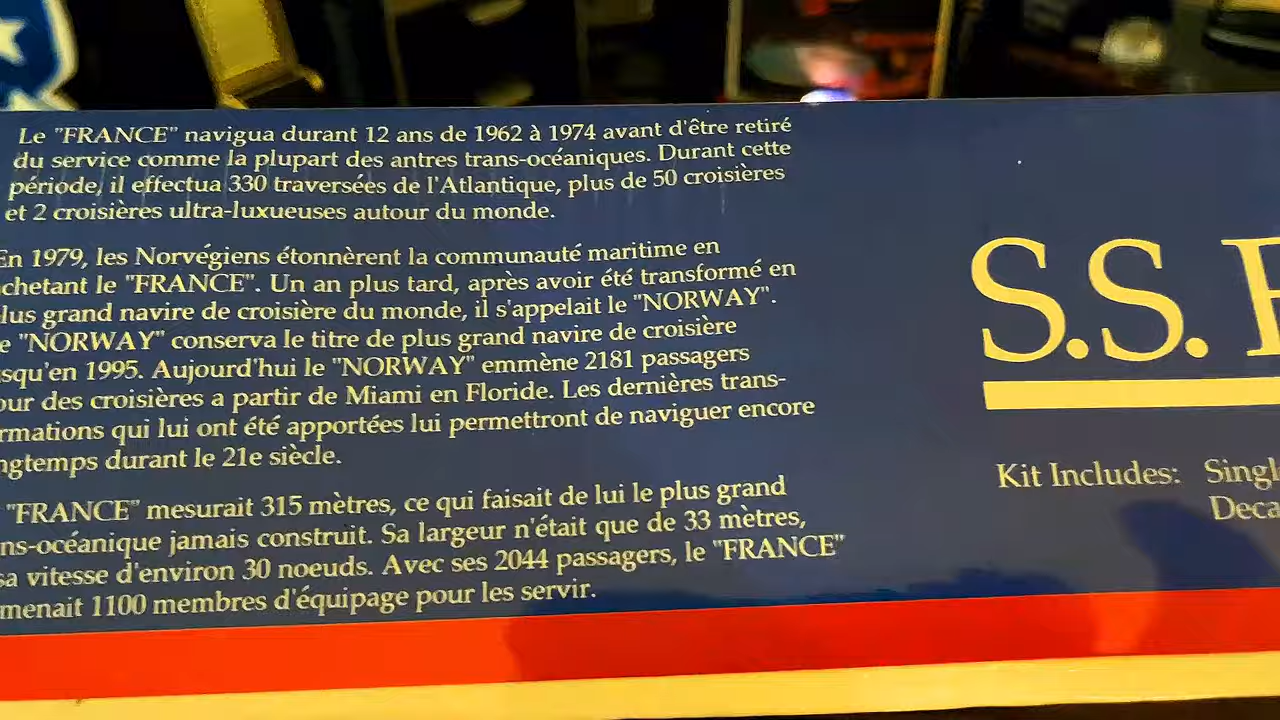 Le "FRANCE" navigua durant 12 ans de 1962 à 1974 avant d'être retiré
du service comme la plupart des antres trans-océaniques. Durant cette
période, il effectua 330 traversées de l'Atlantique, plus de 50 croisières
et 2 croisières ultra-luxueuses autour du monde.
En 1979, les Norvégiens étonnèrent la communauté maritime en
chetant le "FRANCE". Un an plus tard, après avoir été transformé en
lus grand navire de croisière du monde, il s'appelait le "NORWAY".
e "NORWAY" conserva le titre de plus grand navire de croisière
squ'en 1995. Aujourd'hui le "NORWAY" emmène 2181 passagers
our des croisières a partir de Miami en Floride. Les dernières trans-
rmations qui lui ont été apportées lui permettront de naviguer encore
ngtemps durant le 21e siècle.
"FRANCE" mesurait 315 mètres, ce qui faisait de lui le plus grand
ns-océanique jamais construit. Sa largeur n'était que de 33 mètres,
sa vitesse d'environ 30 noeuds. Avec ses 2044 passagers, le "FRANCE"
menait 1100 membres d'équipage pour les servir.
S.S. F
Kit Includes: Singl
Deca